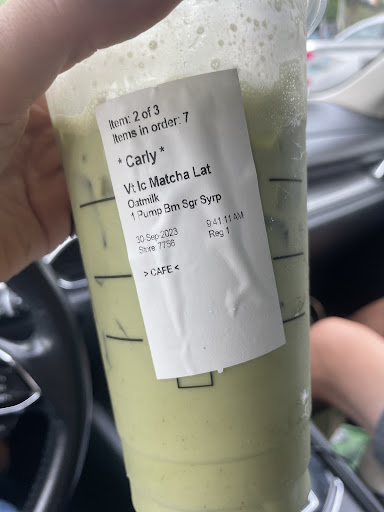 Item: 2 of 3
Items in order: 7
* Carly *
Vt Ic Matcha Lat
Oatmilk
1 Pump Brn Sgr Syrp
30-Sep-2023 9:41:11 AM
Store 7756 Reg 1
> CAFE <